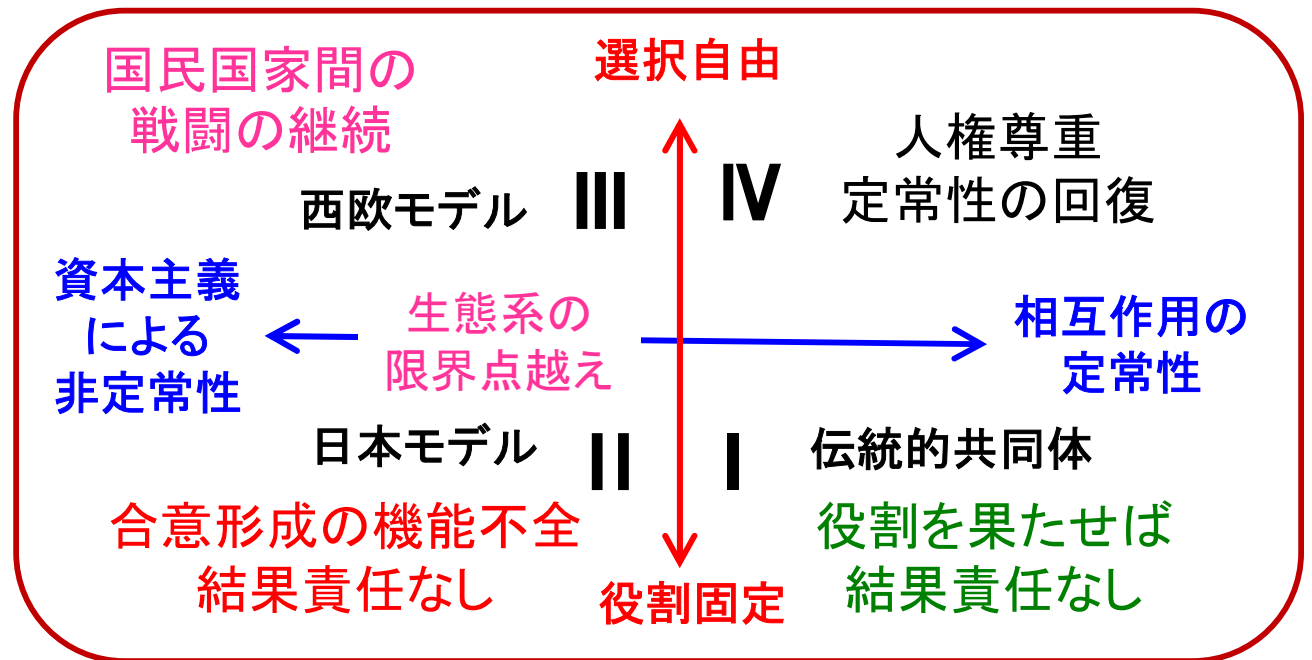 国民国家間の
戦闘の継続
選択自由
人権尊重
定常性の回復
西欧モデル
Ⅲ
Ⅳ
資本主義
による
非定常性
生態系の
限界点越え
相互作用の
定常性
日本モデル
Ⅱ
Ⅰ
伝統的共同体
合意形成の機能不全
結果責任なし
役割固定
役割を果たせば
結果責任なし